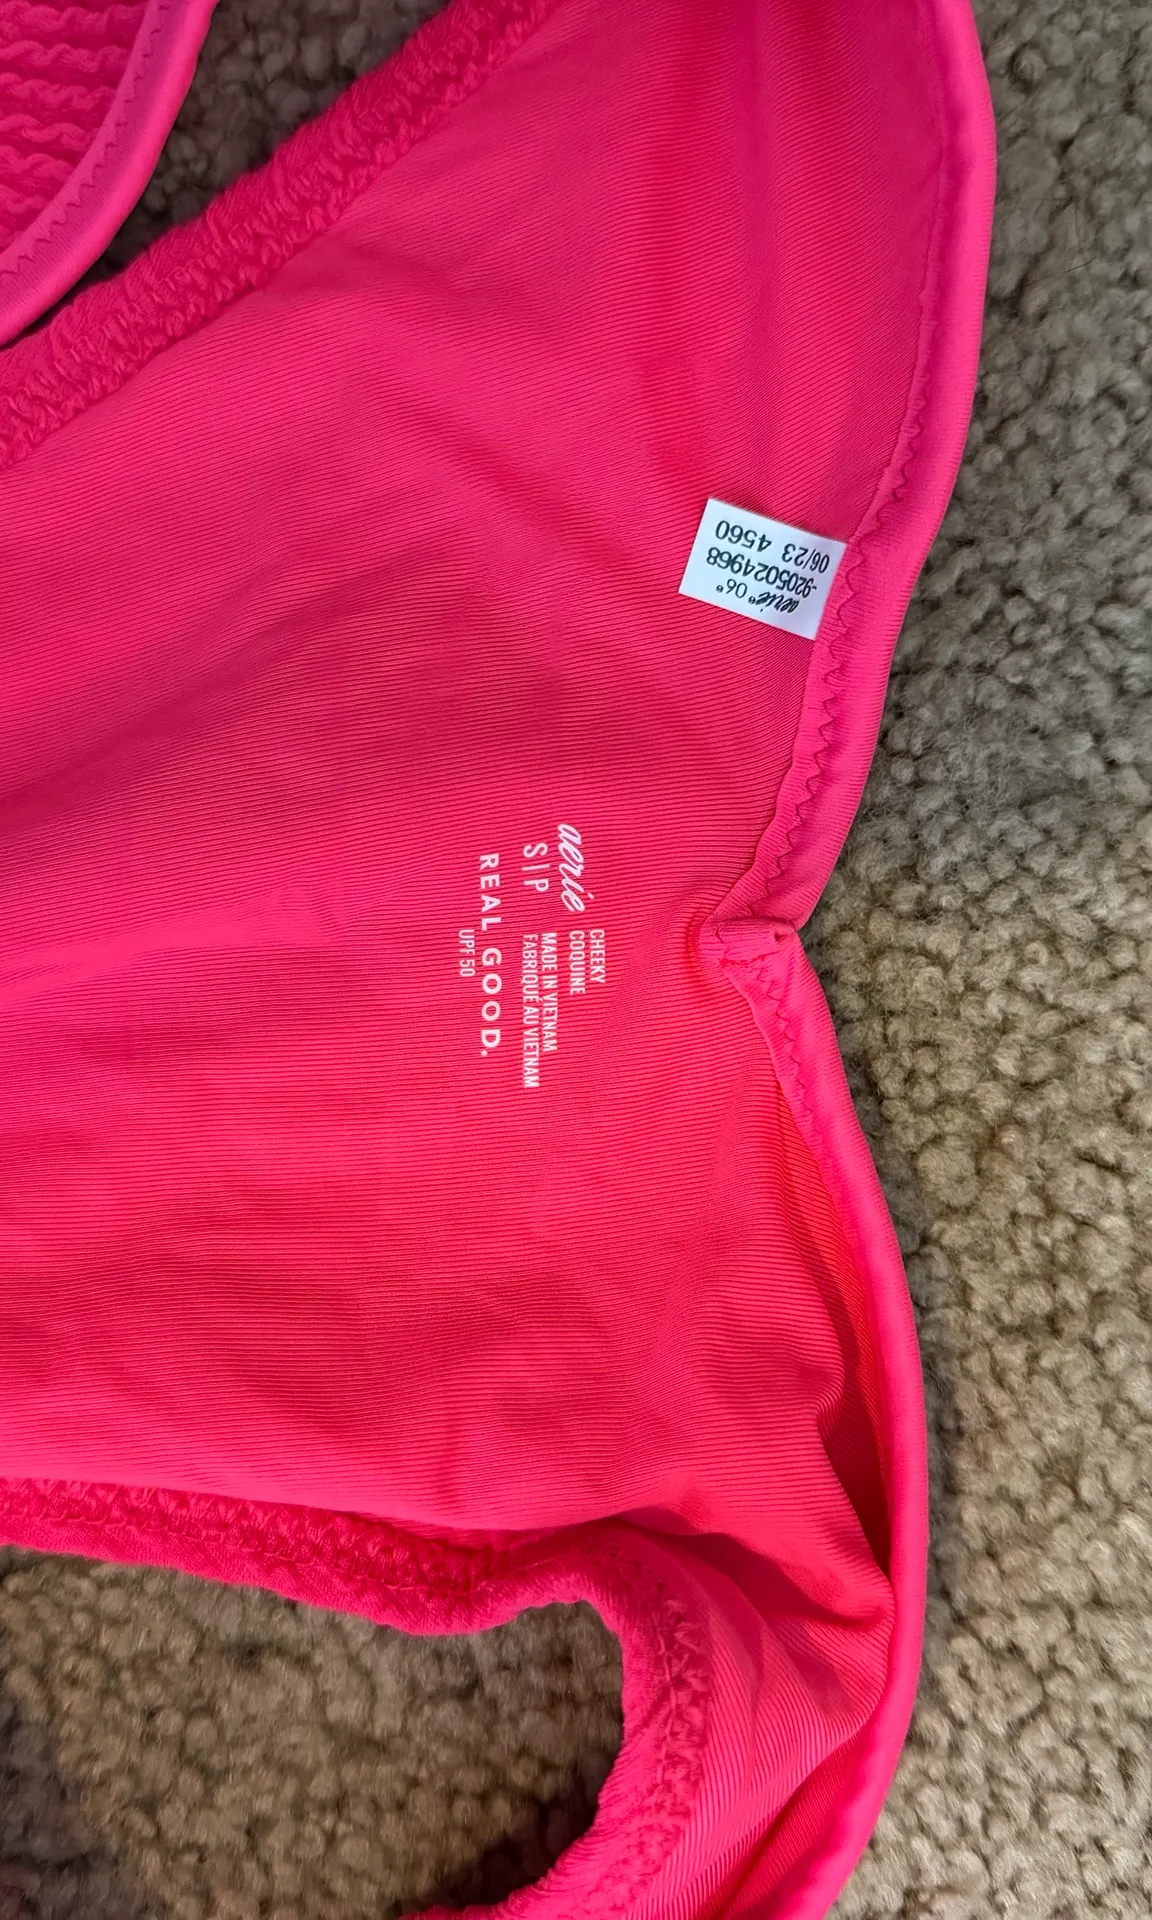 aerie® 06®
-9205024968
06/23 4560
aerie
S|P
CHEEKY
COQUINE
MADE IN VIETNAM
FABRIQUÉ AU VIETNAM
REAL GOOD.
UPF 50